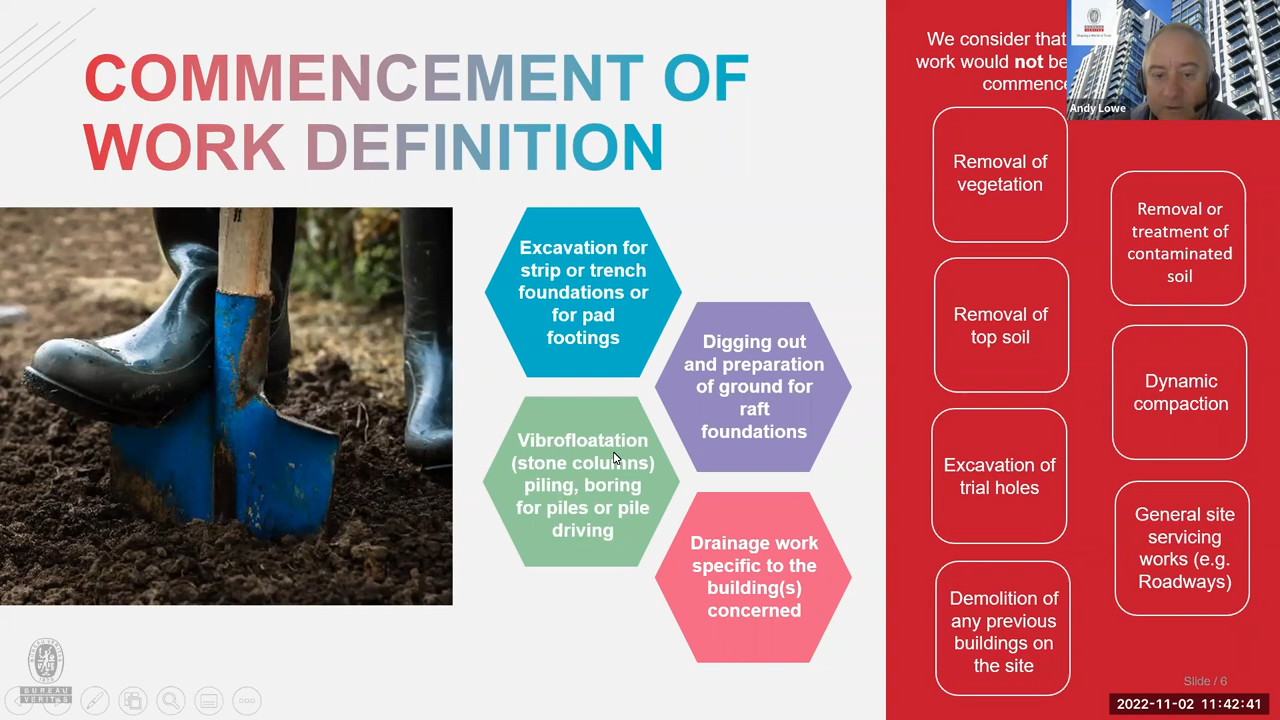 COMMENCEMENT OF
WORK DEFINITION
Excavation for
strip or trench
foundations or
for pad
footings
Digging out
and preparation
of ground for
raft
foundations
Vibrofloatation
(stone columns)
piling, boring
for piles or pile
driving
Drainage work
specific to the
building(s)
concerned
We consider that
work would not be
commence
Andy Lowe
Removal of
vegetation
Removal of
top soil
Excavation of
trial holes
Demolition of
any previous
buildings on
the site
Removal or
treatment of
contaminated
soil
Dynamic
compaction
General site
servicing
works (e.g.
Roadways)
BUREAU
VERITAS
Slide / 6
2022-11-02 11:42:41